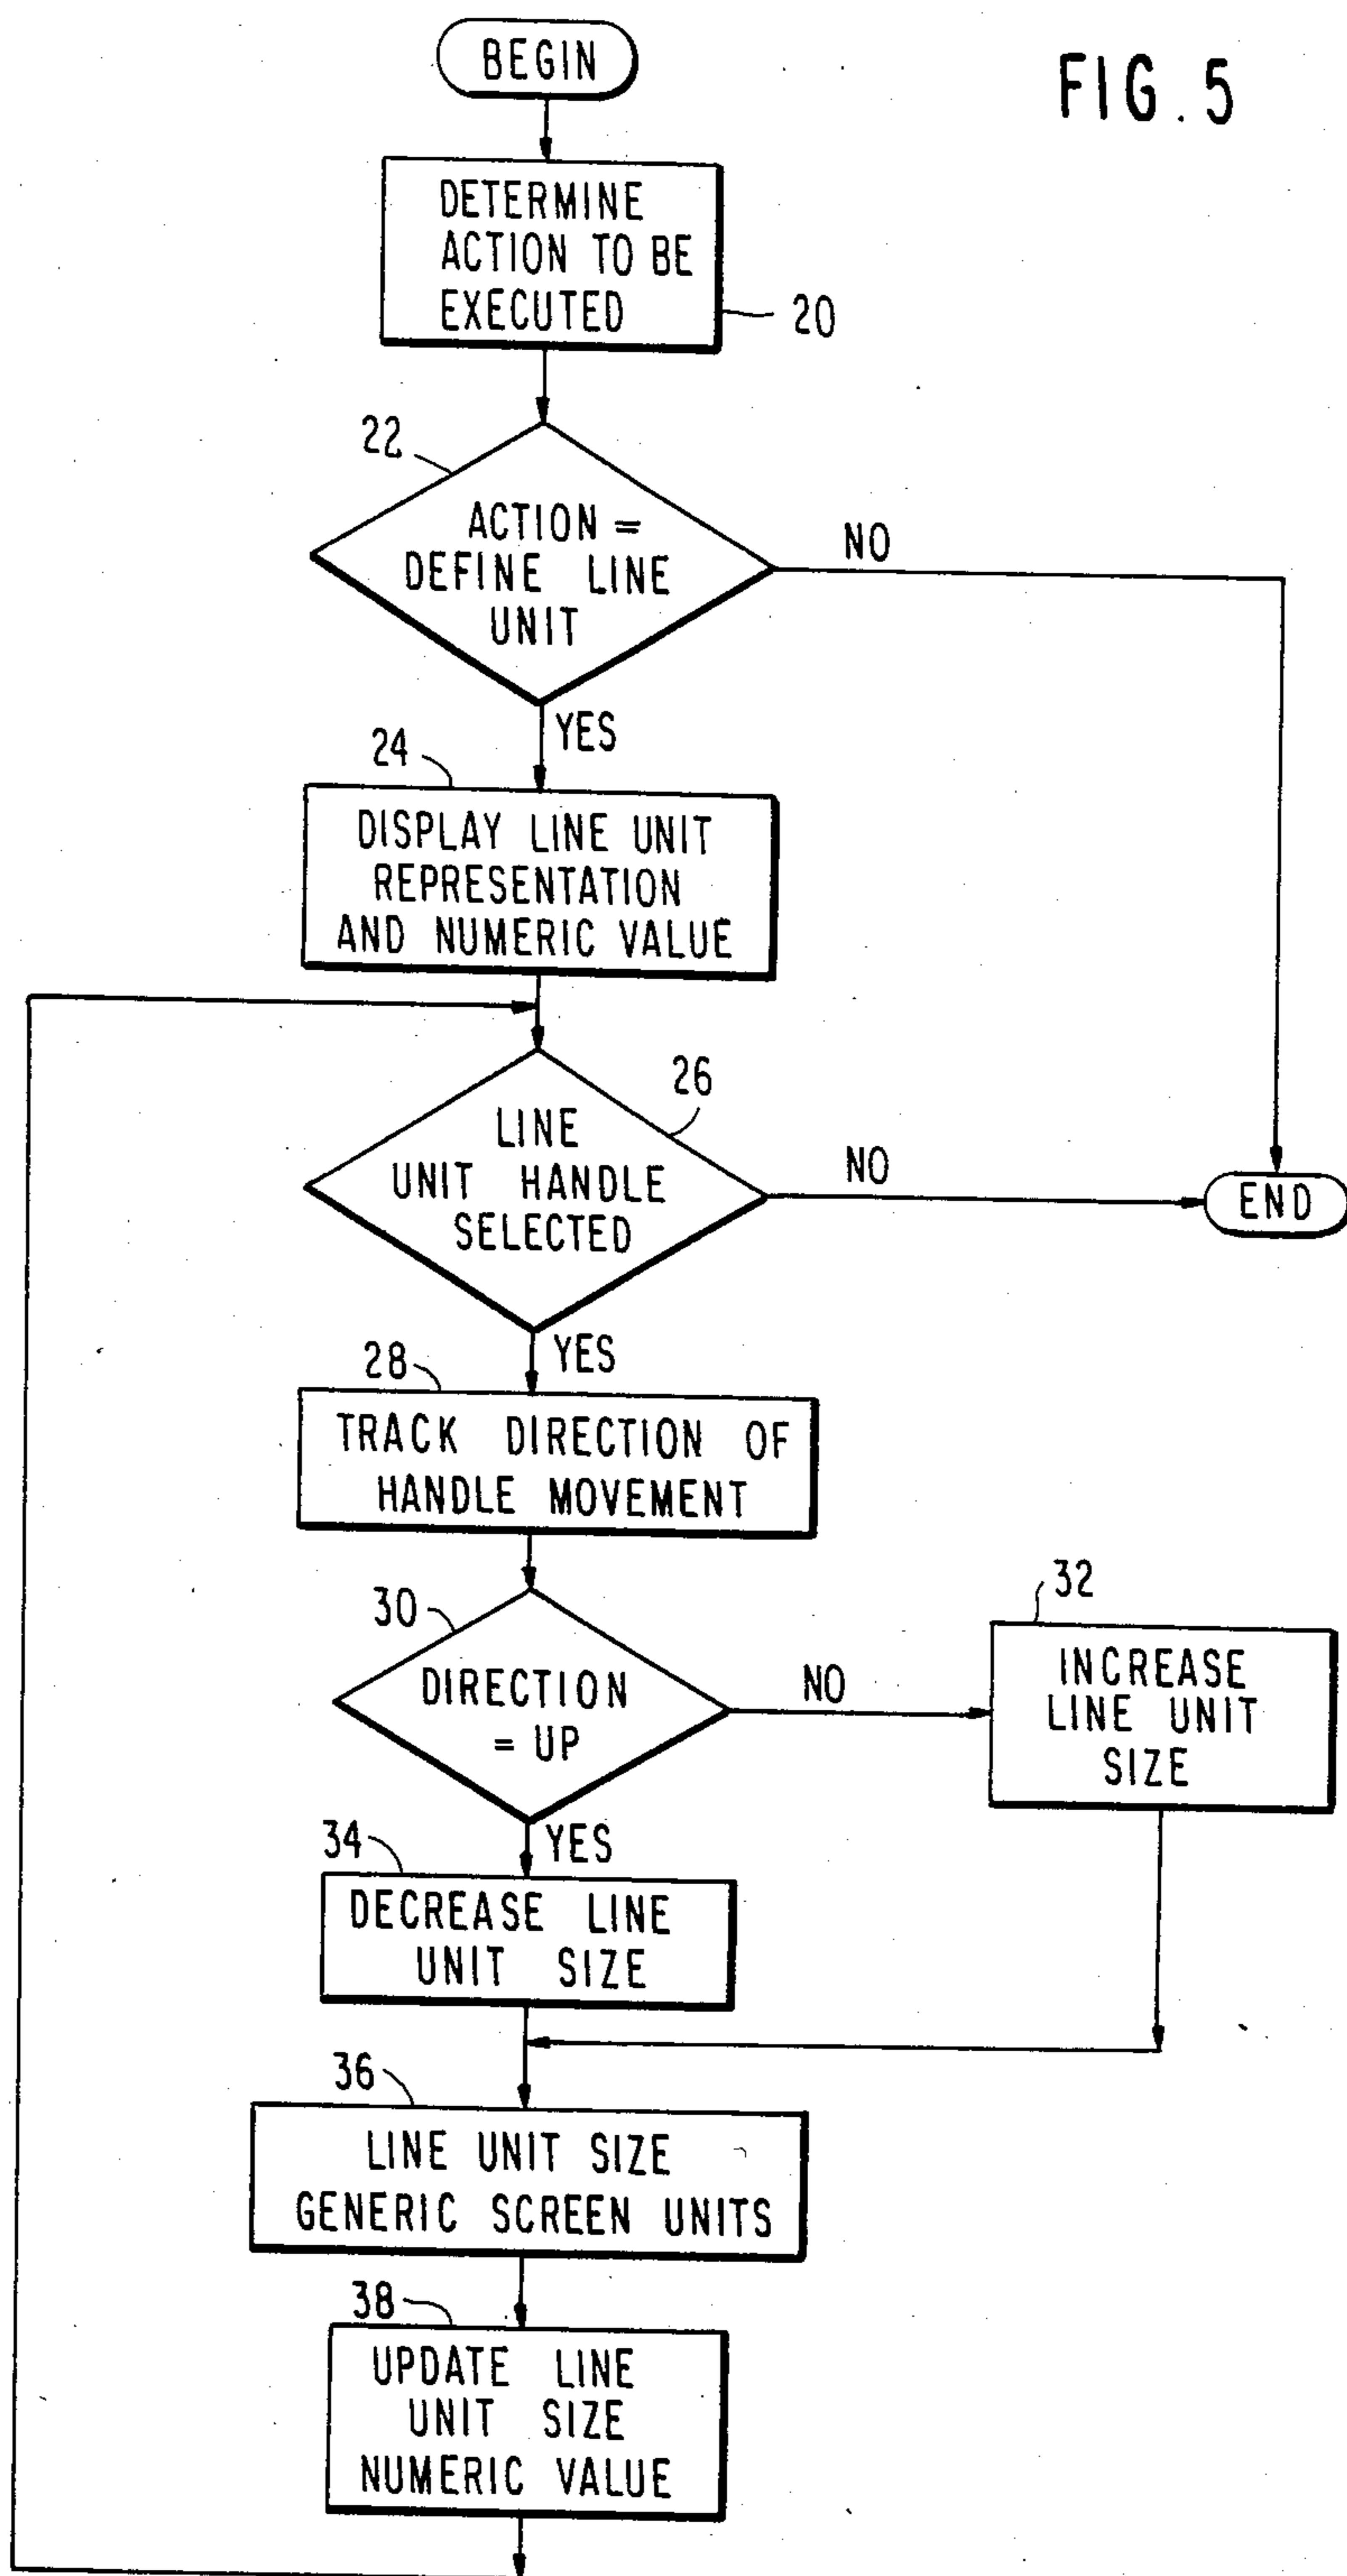 BEGIN
FIG. 5
DETERMINE
ACTION TO BE
EXECUTED
20
22
ACTION =
DEFINE LINE
UNIT
NO
YES
24
DISPLAY LINE UNIT
REPRESENTATION
AND NUMERIC VALUE
26
LINE
UNIT HANDLE
SELECTED
NO
END
YES
28
TRACK DIRECTION OF
HANDLE MOVEMENT
30
DIRECTION
= UP
NO
32
INCREASE
LINE UNIT
SIZE
YES
34
DECREASE LINE
UNIT SIZE
36
LINE UNIT SIZE
GENERIC SCREEN UNITS
38
UPDATE LINE
UNIT SIZE
NUMERIC VALUE